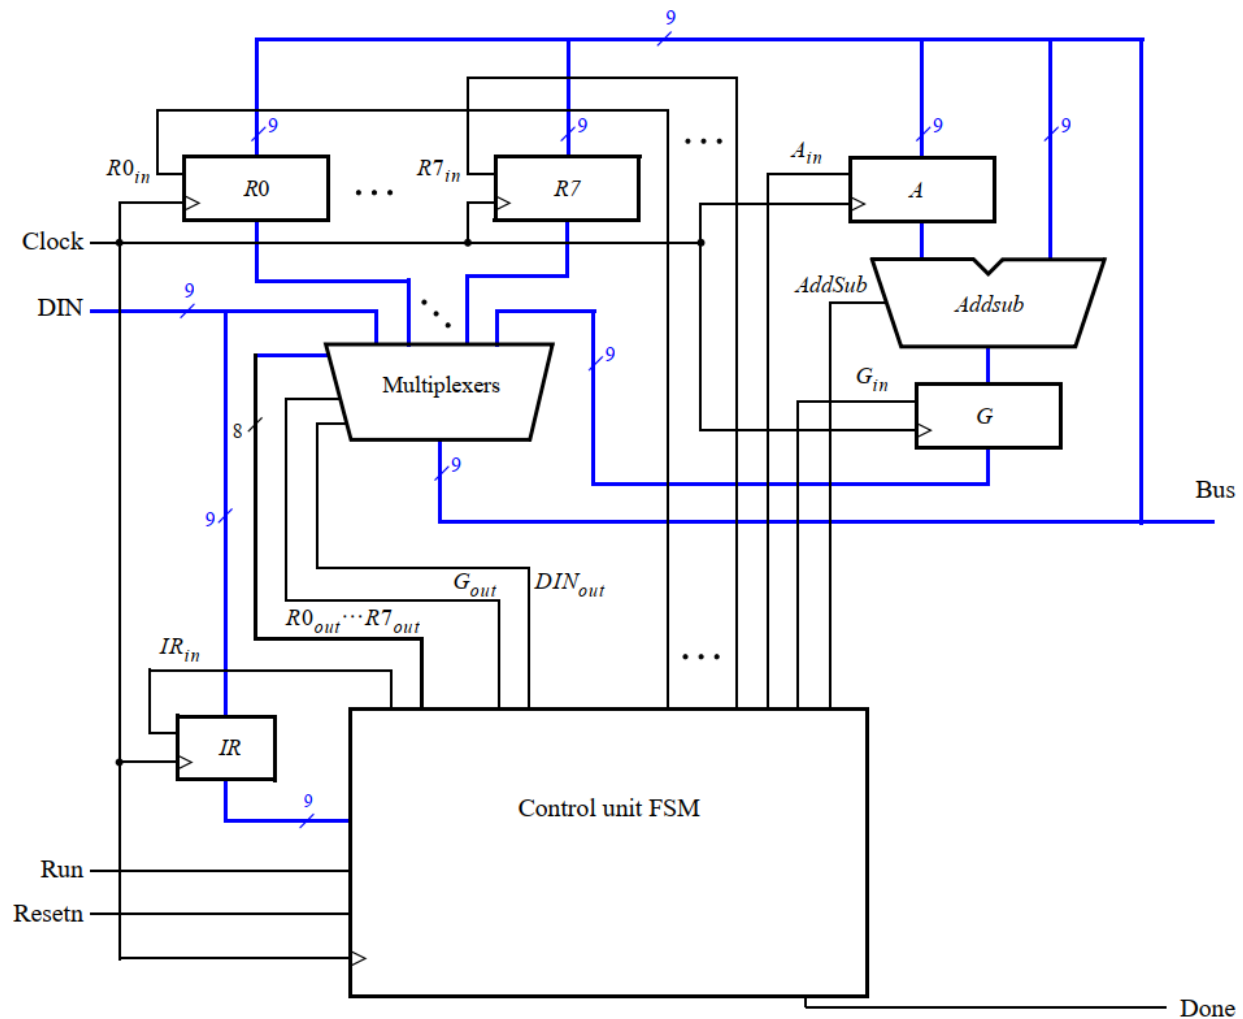 9
9
9
9
9
R0in
R0
• • •
R7in
R7
• • •
Ain
A
Clock
DIN
9
AddSub
Addsub
Multiplexers
9
Gin
G
8
9
9
Bus
Gout
DINout
R0out···R7out
IRin
• • •
IR
9
Control unit FSM
Run
Resetn
Done